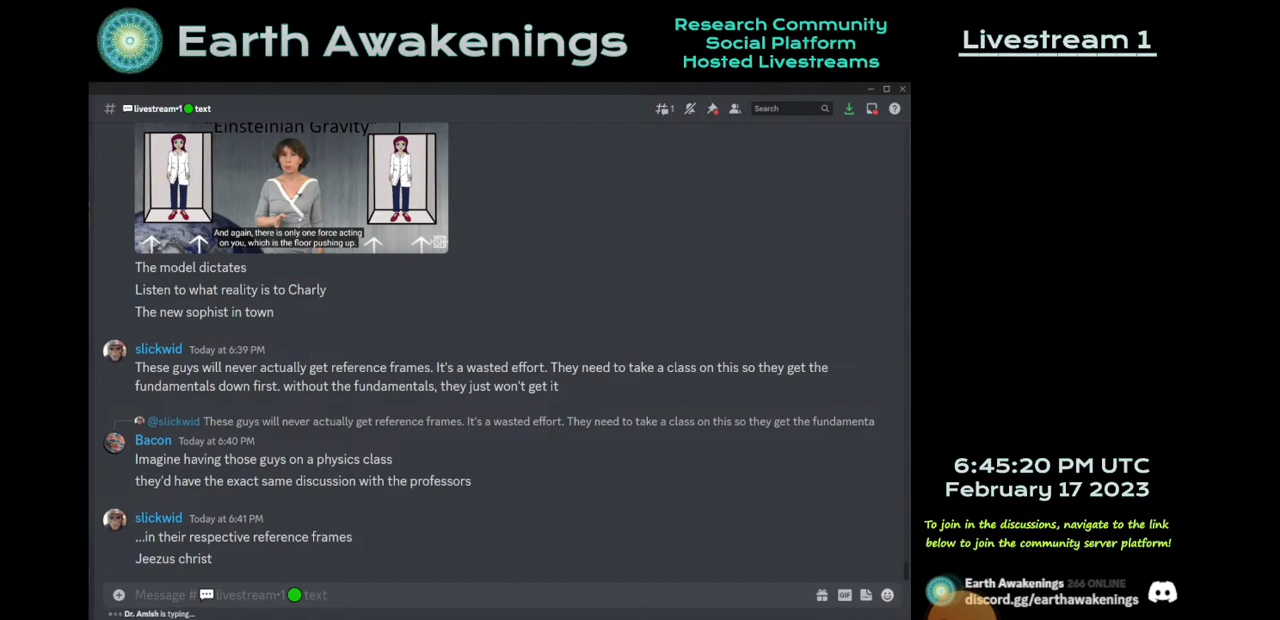 Earth Awakenings
Research Community
Social Platform
Hosted Livestreams
Livestream 1
# livestream•1 text
1
Search
"Einsteinian Gravity"
And again, there is only one force acting
on you, which is the floor pushing up.
The model dictates
Listen to what reality is to Charly
The new sophist in town
slickwid Today at 6:39 PM
These guys will never actually get reference frames. It's a wasted effort. They need to take a class on this so they get the
fundamentals down first. without the fundamentals, they just won't get it
@slickwid These guys will never actually get reference frames. It's a wasted effort. They need to take a class on this so they get the fundamenta
Bacon Today at 6:40 PM
Imagine having those guys on a physics class
they'd have the exact same discussion with the professors
slickwid Today at 6:41 PM
...in their respective reference frames
Jeezus christ
Message # livestream•1 text
GIF
Dr. Amish is typing...
6:45:20 PM UTC
February 17 2023
To join in the discussions, navigate to the link
below to join the community server platform!
Earth Awakenings 266 ONLINE
discord.gg/earthawakenings